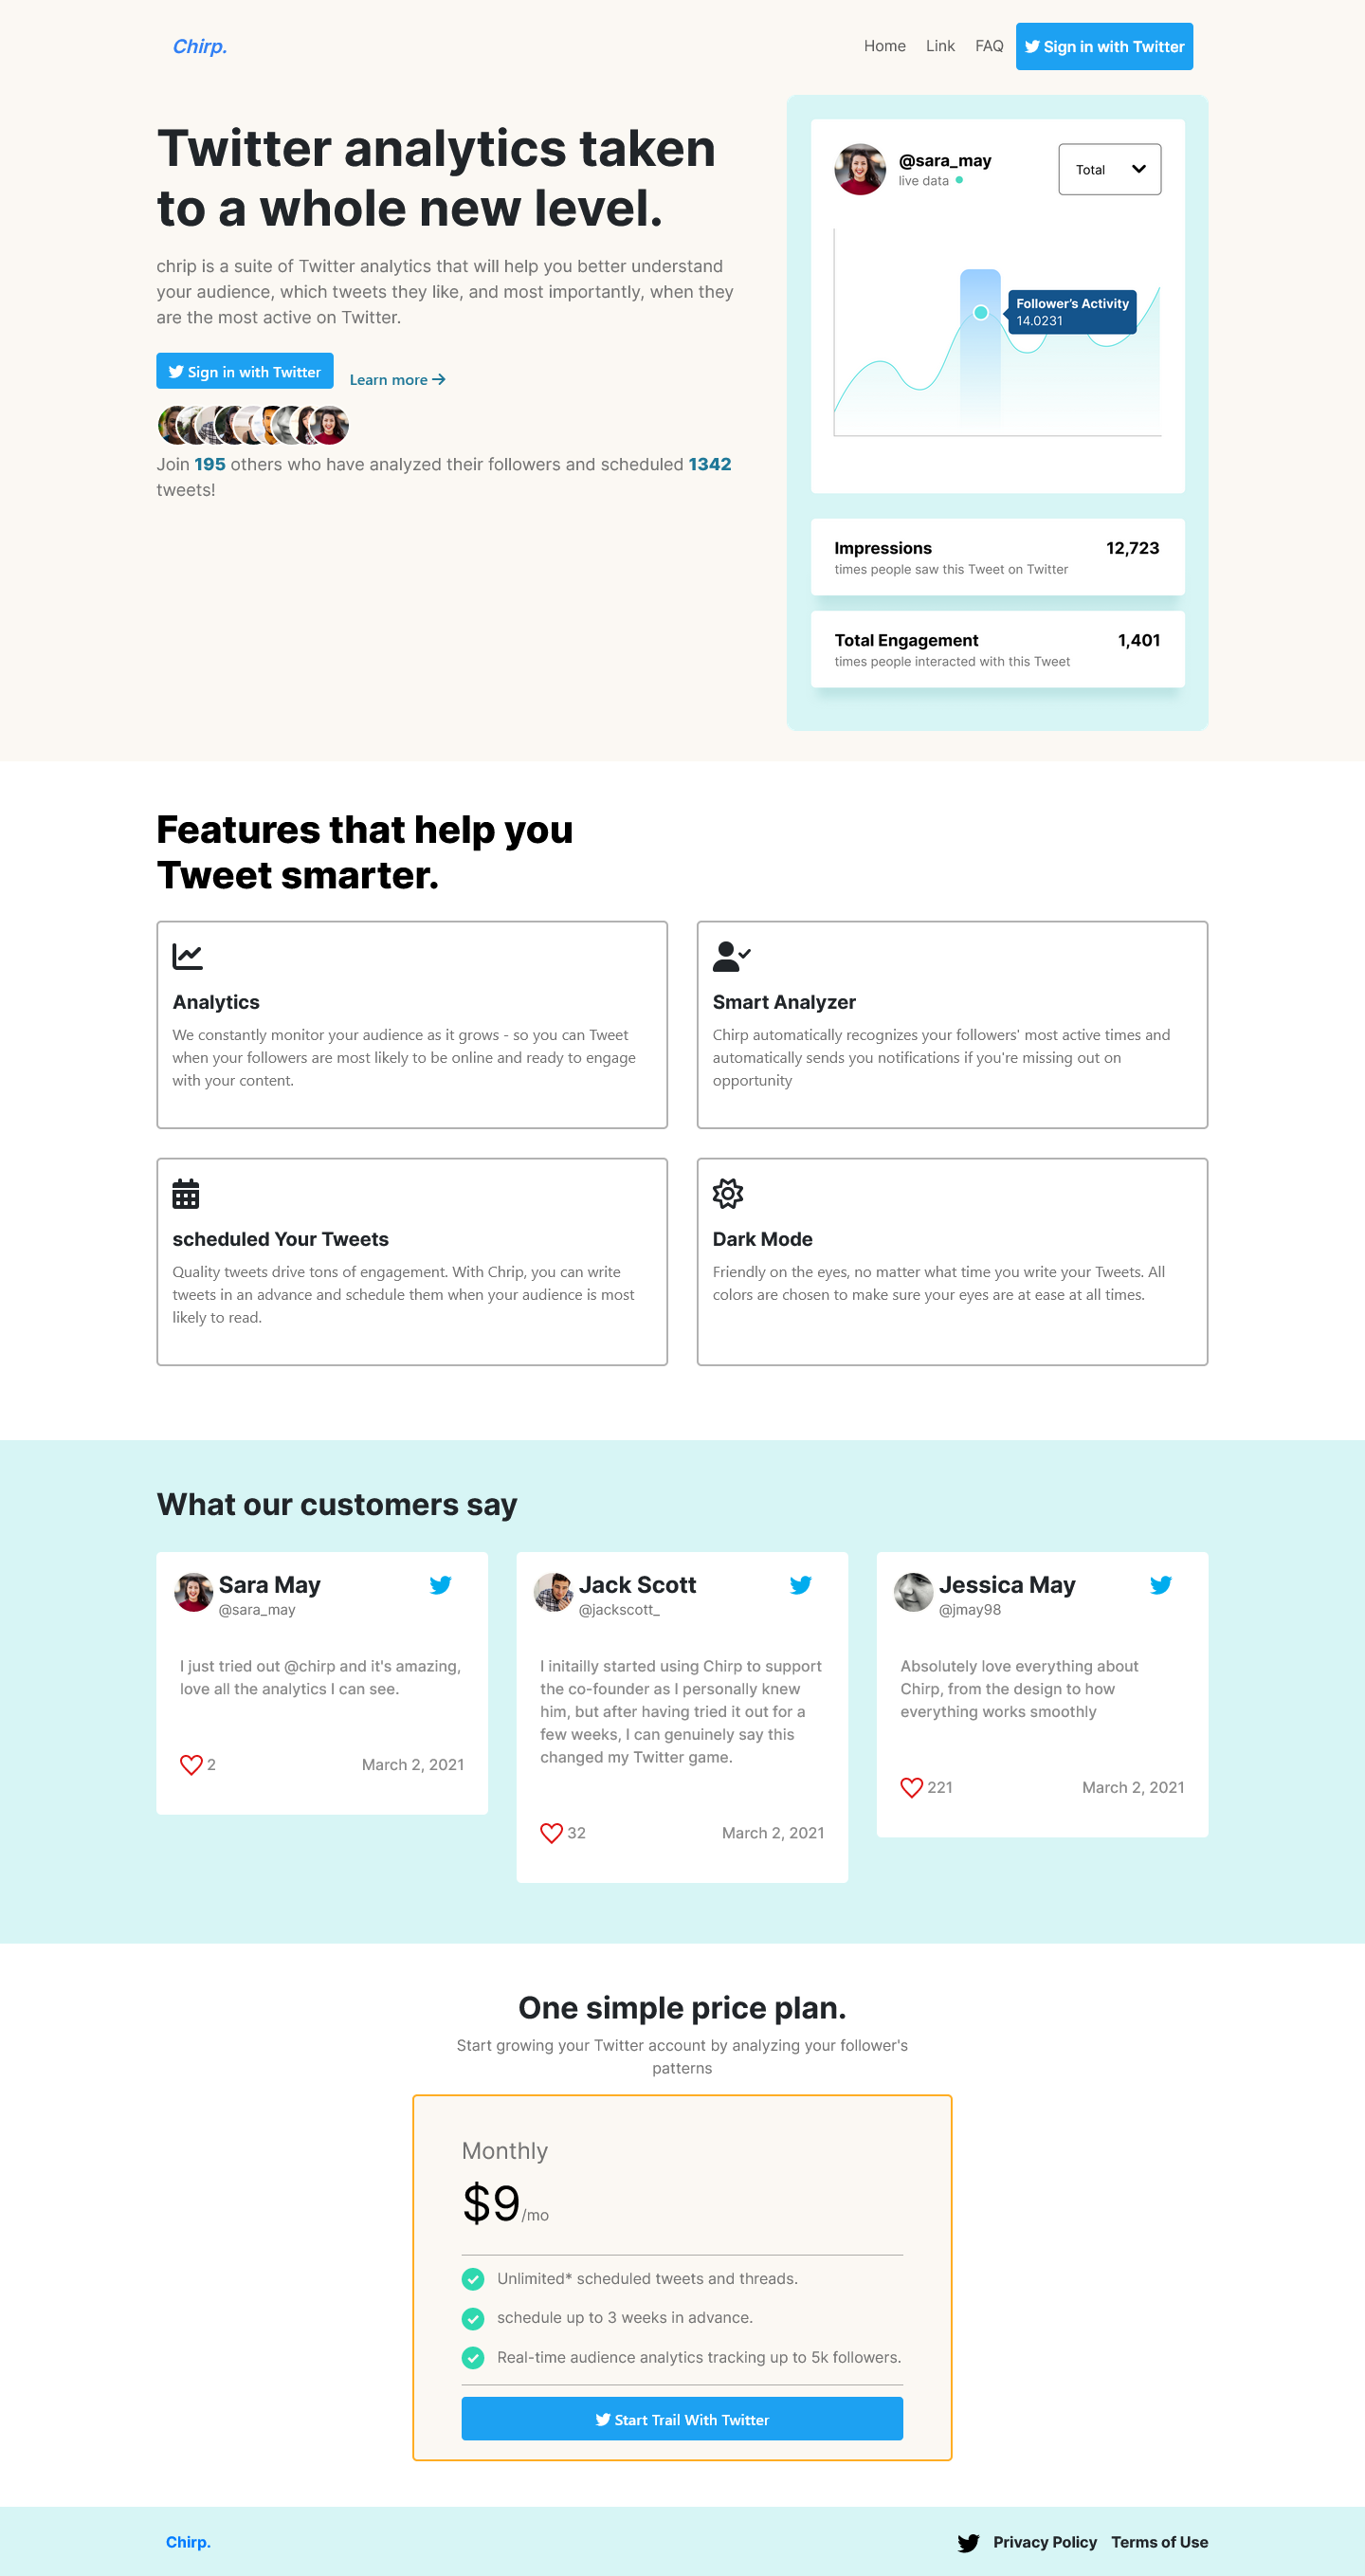 Chirp.
Home Link FAQ Sign in with Twitter
Twitter analytics taken
to a whole new level.
chrip is a suite of Twitter analytics that will help you better understand
your audience, which tweets they like, and most importantly, when they
are the most active on Twitter.
Sign in with Twitter
Learn more
Join 195 others who have analyzed their followers and scheduled 1342
tweets!
@sara_may
live data
Total
Follower's Activity
14.0231
Impressions 12,723
times people saw this Tweet on Twitter
Total Engagement 1,401
times people interacted with this Tweet
Features that help you
Tweet smarter.
Analytics
We constantly monitor your audience as it grows - so you can Tweet
when your followers are most likely to be online and ready to engage
with your content.
Smart Analyzer
Chirp automatically recognizes your followers' most active times and
automatically sends you notifications if you're missing out on
opportunity
scheduled Your Tweets
Quality tweets drive tons of engagement. With Chrip, you can write
tweets in an advance and schedule them when your audience is most
likely to read.
Dark Mode
Friendly on the eyes, no matter what time you write your Tweets. All
colors are chosen to make sure your eyes are at ease at all times.
What our customers say
Sara May
@sara_may
I just tried out @chirp and it's amazing,
love all the analytics I can see.
2 March 2, 2021
Jack Scott
@jackscott_
I initailly started using Chirp to support
the co-founder as I personally knew
him, but after having tried it out for a
few weeks, I can genuinely say this
changed my Twitter game.
32 March 2, 2021
Jessica May
@jmay98
Absolutely love everything about
Chirp, from the design to how
everything works smoothly
221 March 2, 2021
One simple price plan.
Start growing your Twitter account by analyzing your follower's
patterns
Monthly
$9/mo
Unlimited* scheduled tweets and threads.
schedule up to 3 weeks in advance.
Real-time audience analytics tracking up to 5k followers.
Start Trail With Twitter
Chirp.
Privacy Policy Terms of Use